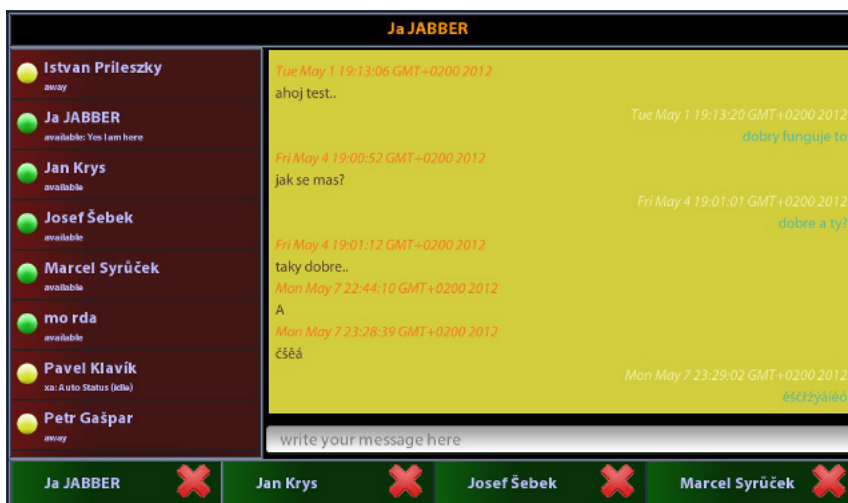 Ja JABBER
Istvan Prileszky
away
Ja JABBER
available: Yes I am here
Jan Krys
available
Josef Šebek
available
Marcel Syrůček
available
mo rda
available
Pavel Klavík
xa: Auto Status (idle)
Petr Gašpar
away
Tue May 1 19:13:06 GMT+0200 2012
ahoj test..
Tue May 1 19:13:20 GMT+0200 2012
dobry funguje to
Fri May 4 19:00:52 GMT+0200 2012
jak se mas?
Fri May 4 19:01:01 GMT+0200 2012
dobre a ty?
Fri May 4 19:01:12 GMT+0200 2012
taky dobre..
Mon May 7 22:44:10 GMT+0200 2012
A
Mon May 7 23:28:39 GMT+0200 2012
čšěá
Mon May 7 23:29:02 GMT+0200 2012
write your message here
Ja JABBER
Jan Krys
Josef Šebek
Marcel Syrůček